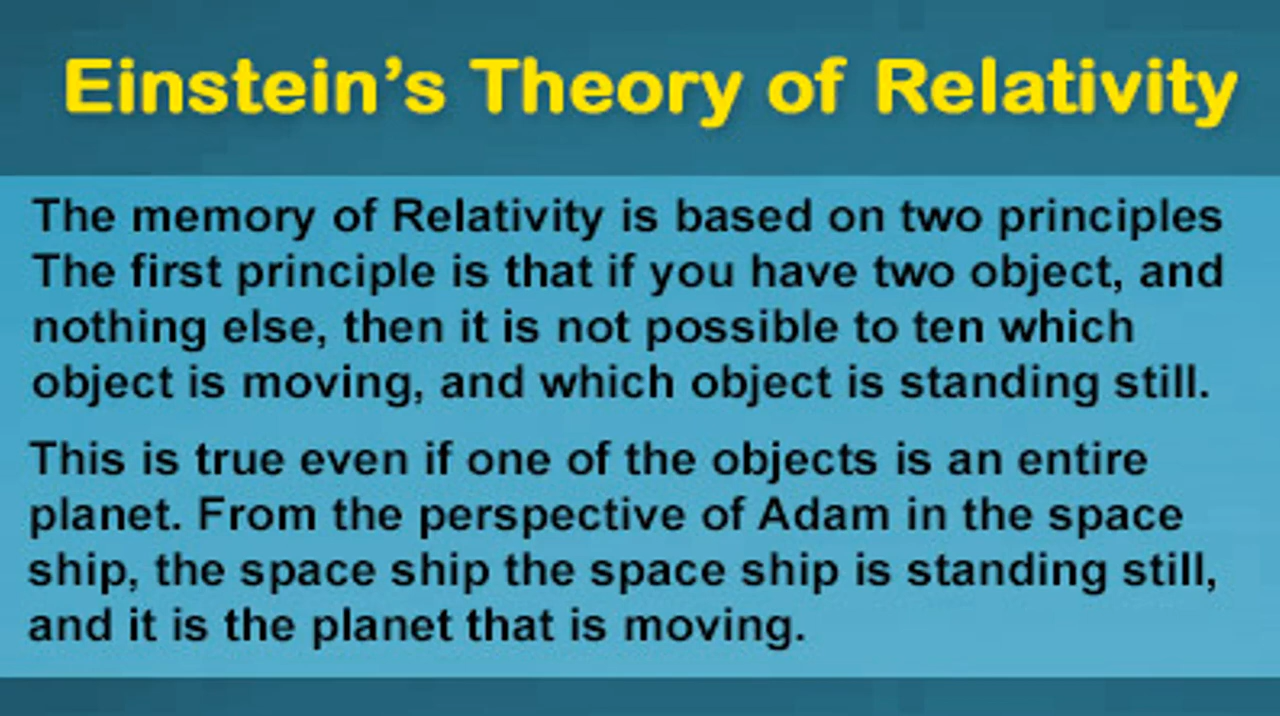 Einstein’s Theory of Relativity
The memory of Relativity is based on two principles
The first principle is that if you have two object, and
nothing else, then it is not possible to ten which
object is moving, and which object is standing still.
This is true even if one of the objects is an entire
planet. From the perspective of Adam in the space
ship, the space ship the space ship is standing still,
and it is the planet that is moving.